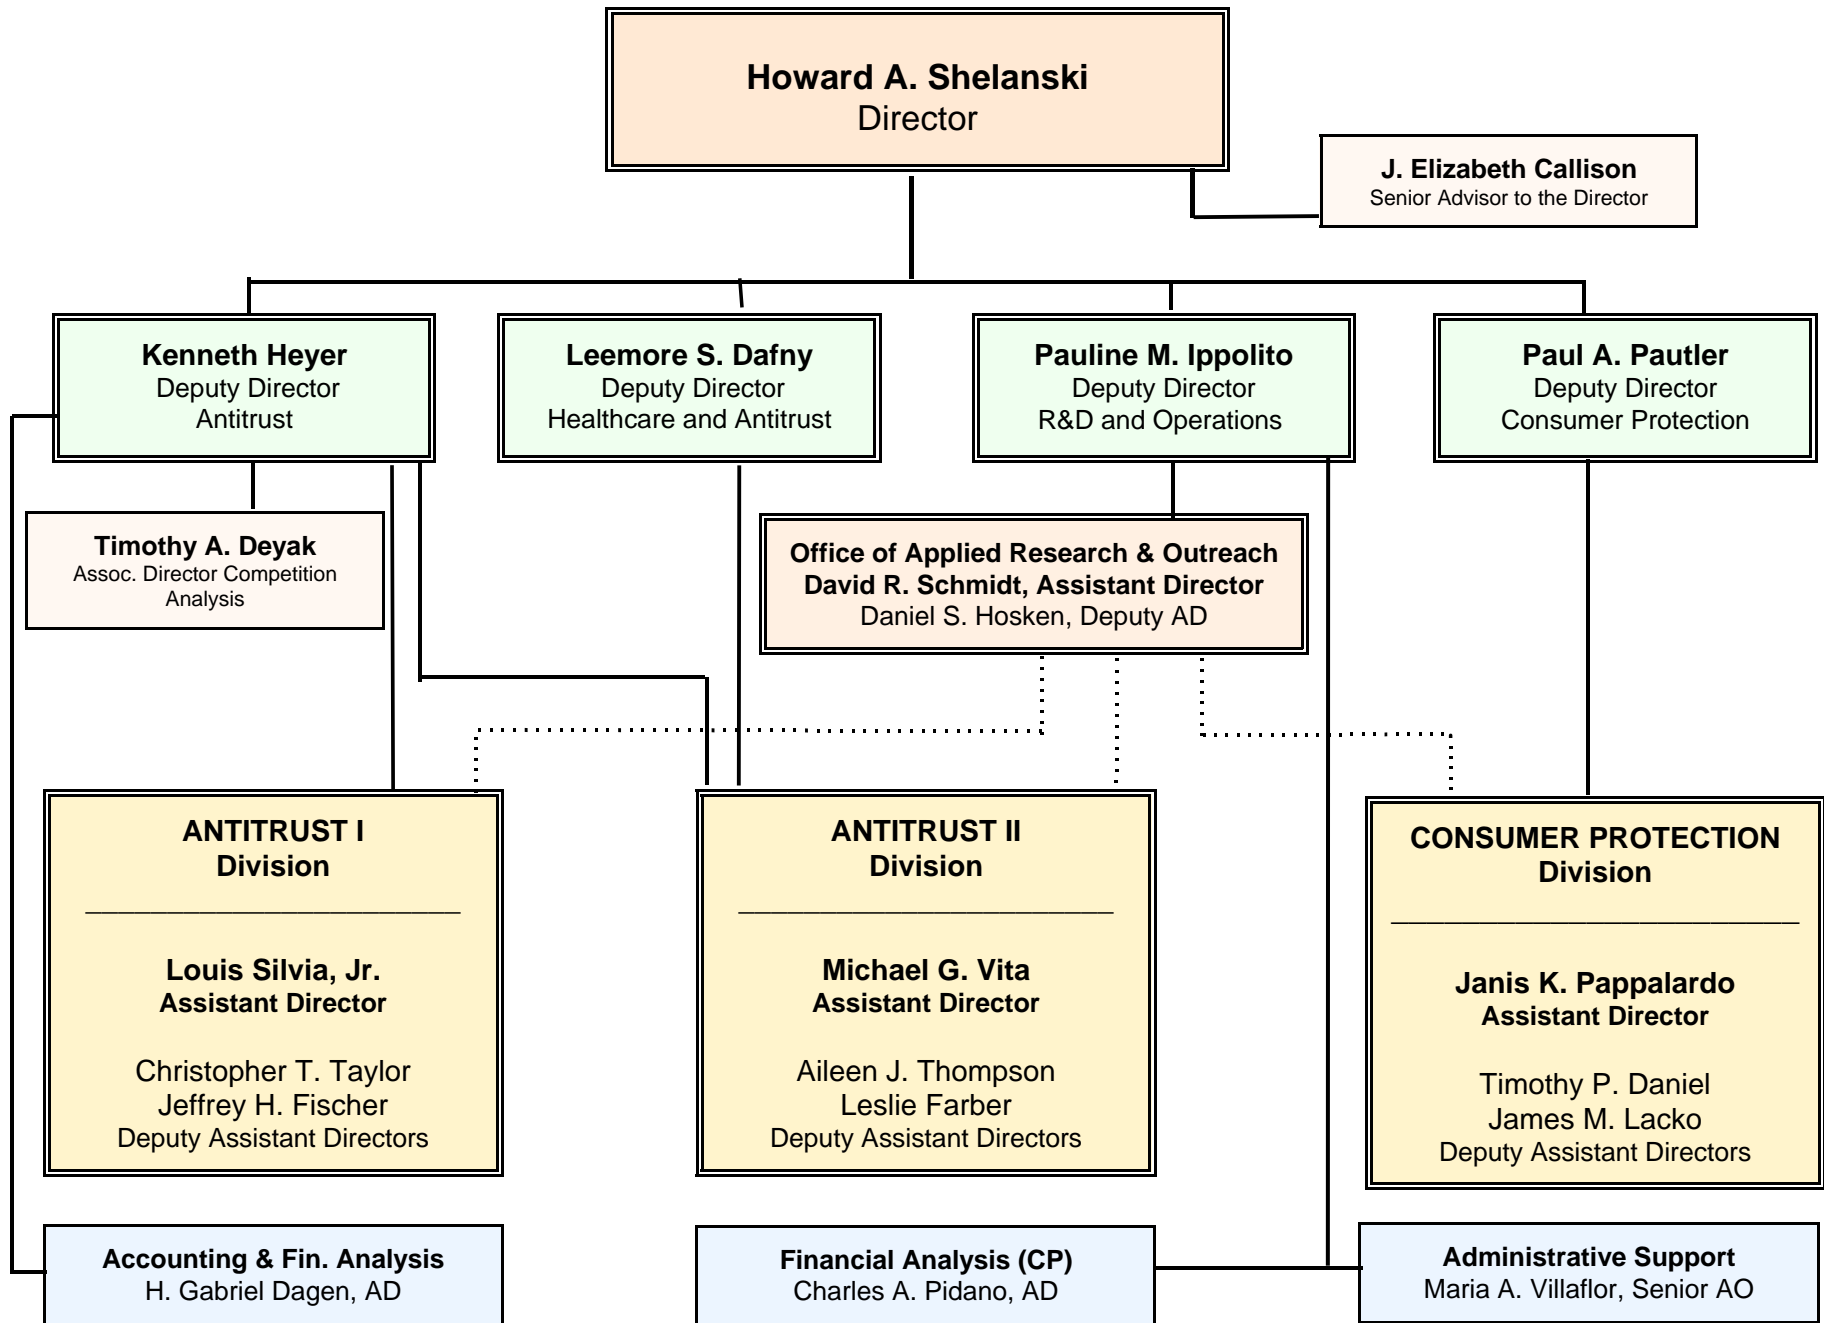 Howard A. Shelanski
Director
J. Elizabeth Callison
Senior Advisor to the Director
Kenneth Heyer
Deputy Director
Antitrust
Leemore S. Dafny
Deputy Director
Healthcare and Antitrust
Pauline M. Ippolito
Deputy Director
R&D and Operations
Paul A. Pautler
Deputy Director
Consumer Protection
Timothy A. Deyak
Assoc. Director Competition
Analysis
Office of Applied Research & Outreach
David R. Schmidt, Assistant Director
Daniel S. Hosken, Deputy AD
ANTITRUST I
Division
Louis Silvia, Jr.
Assistant Director
Christopher T. Taylor
Jeffrey H. Fischer
Deputy Assistant Directors
ANTITRUST II
Division
Michael G. Vita
Assistant Director
Aileen J. Thompson
Leslie Farber
Deputy Assistant Directors
CONSUMER PROTECTION
Division
Janis K. Pappalardo
Assistant Director
Timothy P. Daniel
James M. Lacko
Deputy Assistant Directors
Accounting & Fin. Analysis
H. Gabriel Dagen, AD
Financial Analysis (CP)
Charles A. Pidano, AD
Administrative Support
Maria A. Villaflor, Senior AO